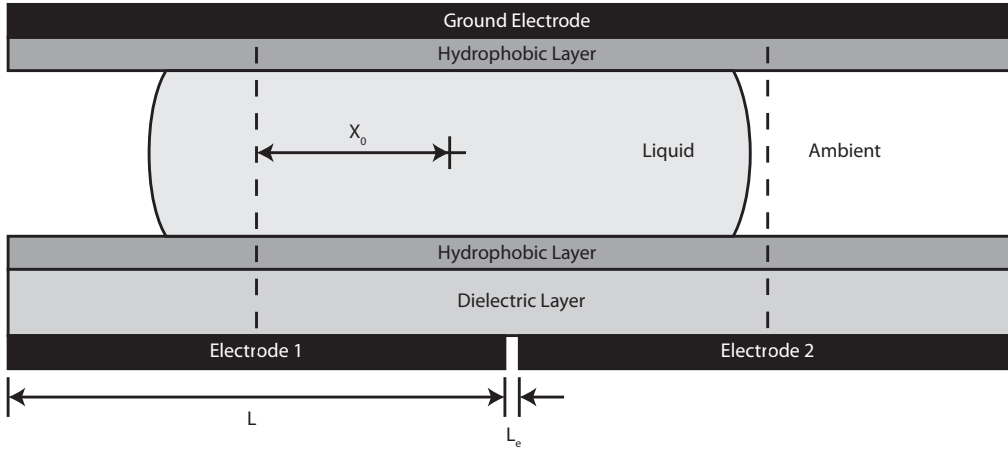 Ground Electrode
Hydrophobic Layer
X₀
Liquid
Ambient
Hydrophobic Layer
Dielectric Layer
Electrode 1
Electrode 2
L
Lₑ